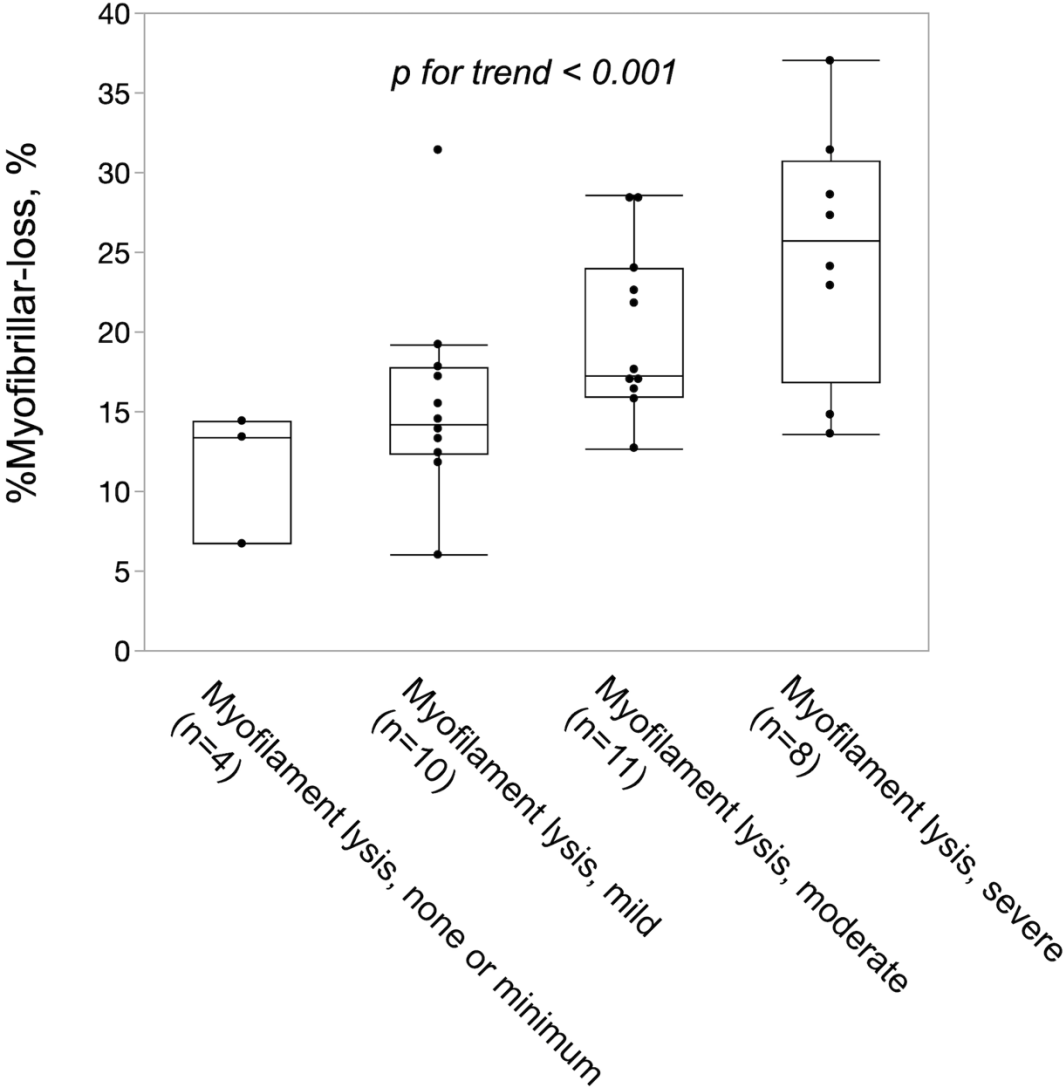 %Myofibrillar-loss, %
40
35
30
25
20
15
10
5
0
p for trend < 0.001
Myofilament lysis, none or minimum
(n=4)
Myofilament lysis, mild
(n=10)
Myofilament lysis, moderate
(n=11)
Myofilament lysis, severe
(n=8)